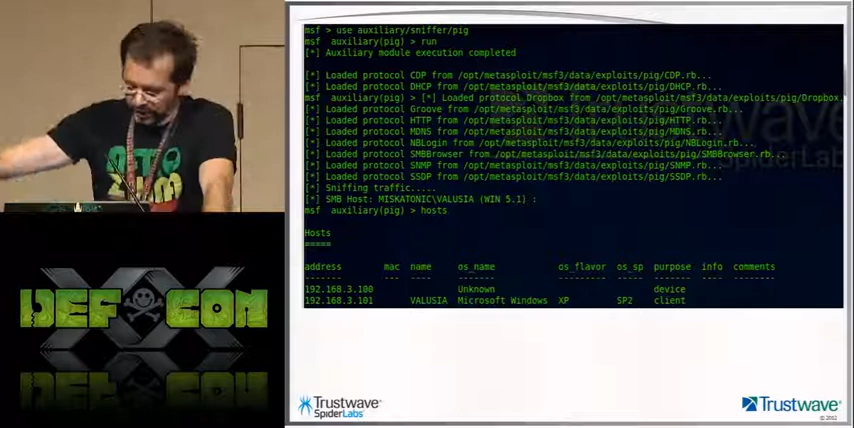 msf > use auxiliary/sniffer/pig
msf auxiliary(pig) > run
[*] Auxiliary module execution completed
[*] Loaded protocol CDP from /opt/metasploit/msf3/data/exploits/pig/CDP.rb...
[*] Loaded protocol DHCP from /opt/metasploit/msf3/data/exploits/pig/DHCP.rb...
msf auxiliary(pig) > [*] Loaded protocol Dropbox from /opt/metasploit/msf3/data/exploits/pig/Dropbox.
[*] Loaded protocol Groove from /opt/metasploit/msf3/data/exploits/pig/Groove.rb...
[*] Loaded protocol HTTP from /opt/metasploit/msf3/data/exploits/pig/HTTP.rb...
[*] Loaded protocol MDNS from /opt/metasploit/msf3/data/exploits/pig/MDNS.rb...
[*] Loaded protocol NBLogin from /opt/metasploit/msf3/data/exploits/pig/NBLogin.rb...
[*] Loaded protocol SMBBrowser from /opt/metasploit/msf3/data/exploits/pig/SMBBrowser.rb...
[*] Loaded protocol SNMP from /opt/metasploit/msf3/data/exploits/pig/SNMP.rb...
[*] Loaded protocol SSDP from /opt/metasploit/msf3/data/exploits/pig/SSDP.rb...
[*] Sniffing traffic.....
[*] SMB Host: MISKATONIC\VALUSIA (WIN 5.1) :
msf auxiliary(pig) > hosts
Hosts
=====
address mac name os_name os_flavor os_sp purpose info comments
------- --- ---- ------- --------- ----- ------- ---- --------
192.168.3.100 Unknown device
192.168.3.101 VALUSIA Microsoft Windows XP SP2 client
DEF CON
XX
Trustwave®
SpiderLabs®
Trustwave®
© 2012